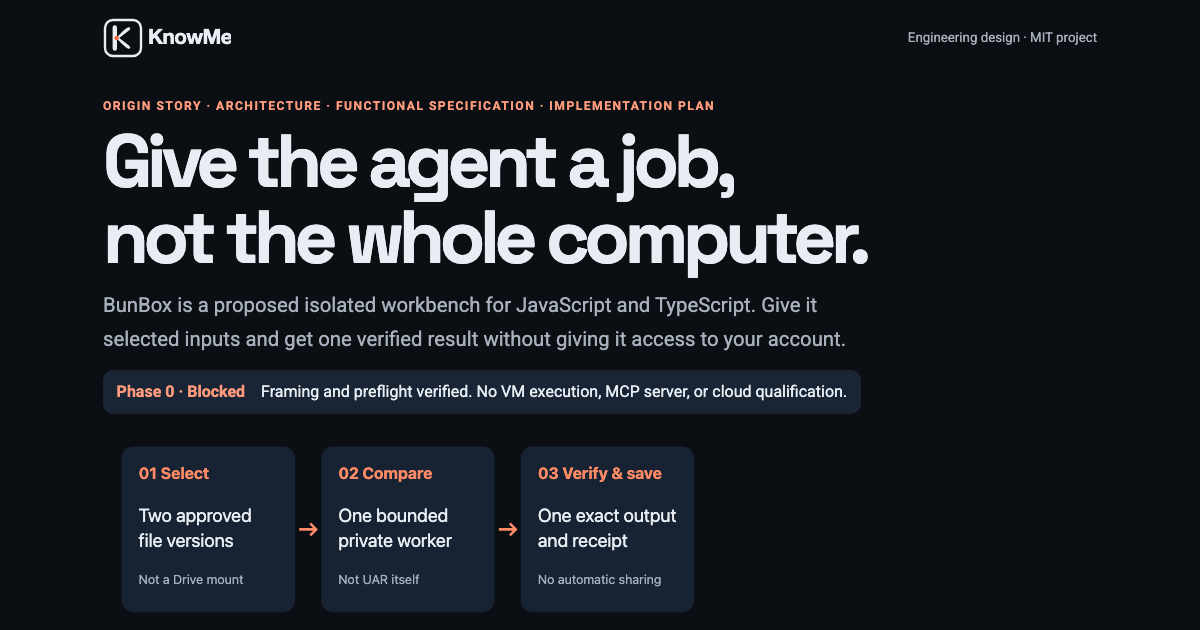 KnowMe
Engineering design · MIT project
ORIGIN STORY · ARCHITECTURE · FUNCTIONAL SPECIFICATION · IMPLEMENTATION PLAN
Give the agent a job,
not the whole computer.
BunBox is a proposed isolated workbench for JavaScript and TypeScript. Give it
selected inputs and get one verified result without giving it access to your account.
Phase 0 · Blocked Framing and preflight verified. No VM execution, MCP server, or cloud qualification.
01 Select
Two approved
file versions
Not a Drive mount
→
02 Compare
One bounded
private worker
Not UAR itself
→
03 Verify & save
One exact output
and receipt
No automatic sharing